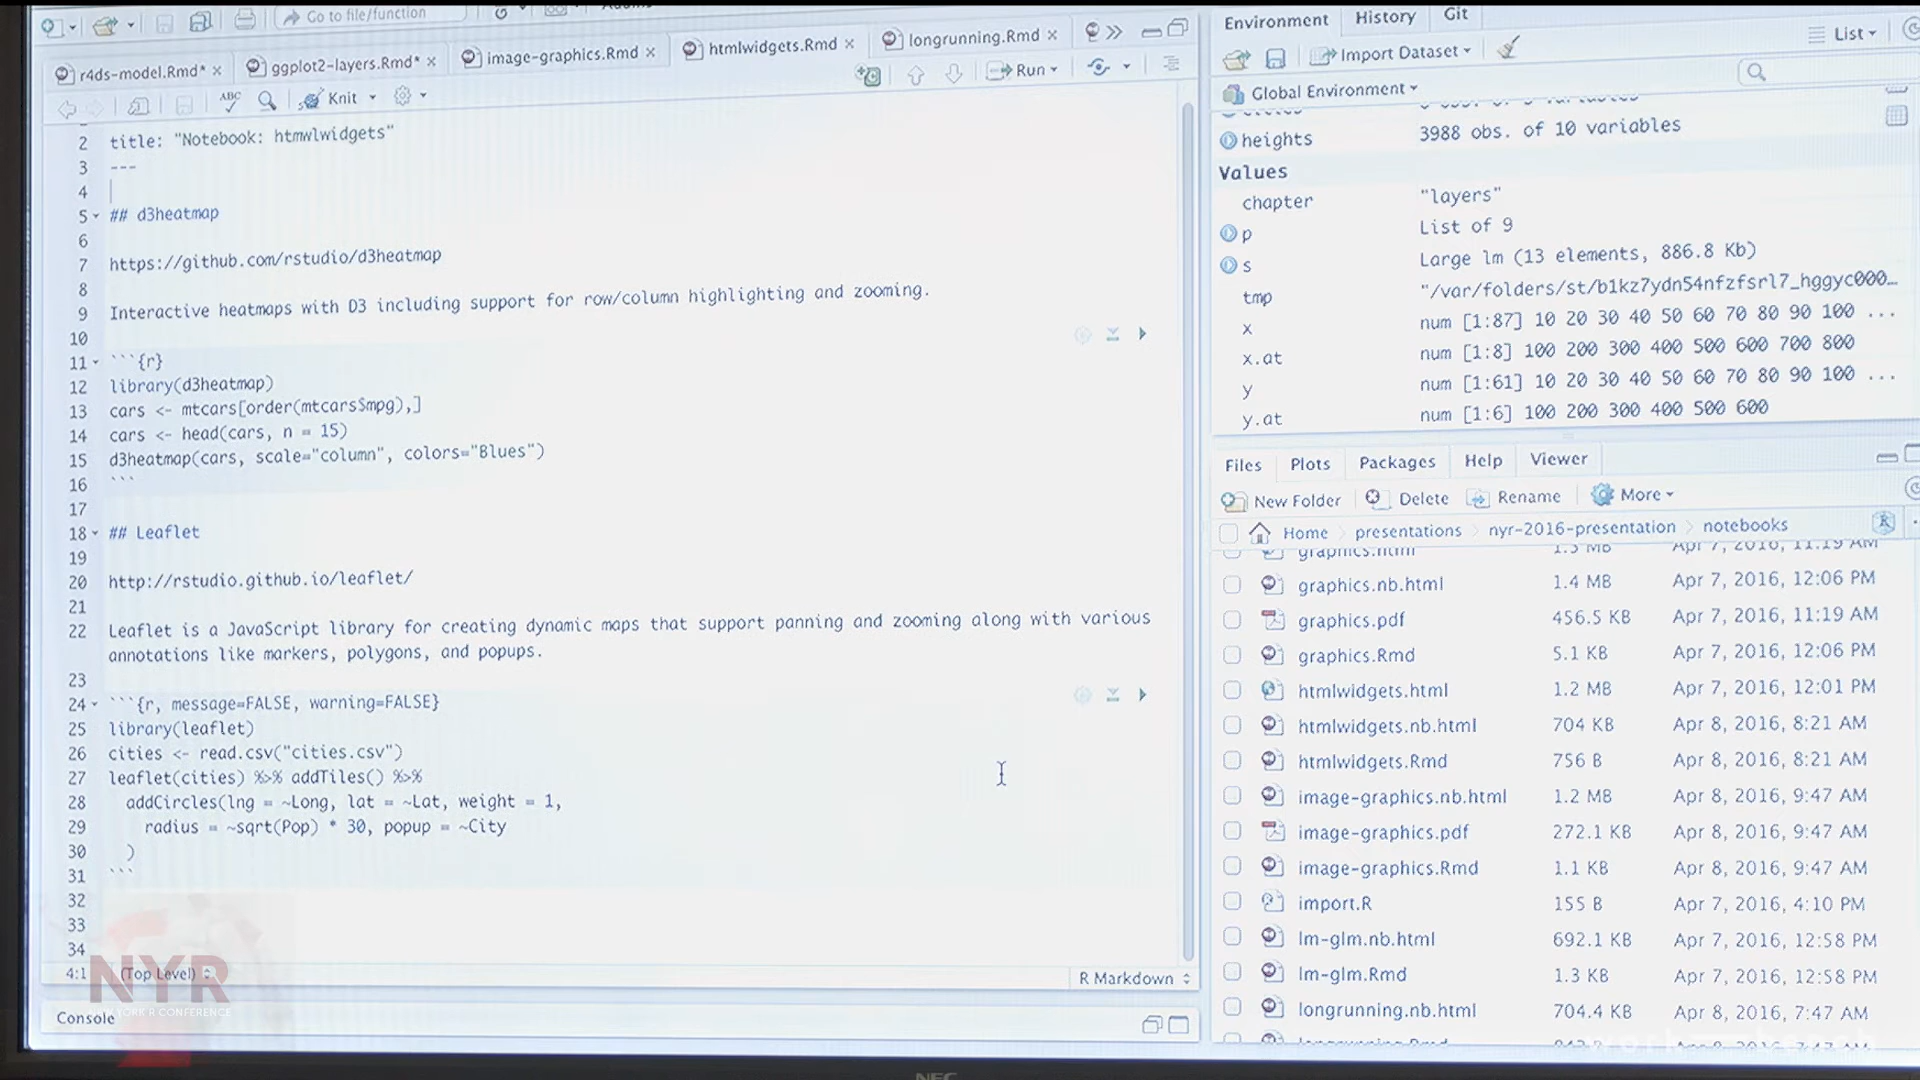 Go to file/function
r4ds-model.Rmd* ×
ggplot2-layers.Rmd* ×
image-graphics.Rmd ×
htmlwidgets.Rmd ×
longrunning.Rmd ×
Run
ABC
Knit
2 title: "Notebook: htmwlwidgets"
3 ---
4
5 ## d3heatmap
6
7 https://github.com/rstudio/d3heatmap
8
9 Interactive heatmaps with D3 including support for row/column highlighting and zooming.
10
11 ```{r}
12 library(d3heatmap)
13 cars <- mtcars[order(mtcars$mpg),]
14 cars <- head(cars, n = 15)
15 d3heatmap(cars, scale="column", colors="Blues")
16 ```
17
18 ## Leaflet
19
20 http://rstudio.github.io/leaflet/
21
22 Leaflet is a JavaScript library for creating dynamic maps that support panning and zooming along with various
annotations like markers, polygons, and popups.
23
24 ```{r, message=FALSE, warning=FALSE}
25 library(leaflet)
26 cities <- read.csv("cities.csv")
27 leaflet(cities) %>% addTiles() %>%
28 addCircles(lng = ~Long, lat = ~Lat, weight = 1,
29 radius = ~sqrt(Pop) * 30, popup = ~City
30 )
31 ```
32
33
34
4:1 (Top Level) R Markdown
NYR
Console
Environment History Git
Import Dataset List
Global Environment
heights 3988 obs. of 10 variables
Values
chapter "layers"
p List of 9
s Large lm (13 elements, 886.8 Kb)
tmp "/var/folders/st/b1kz7ydn54nfzfsrl7_hggyc000…
x num [1:87] 10 20 30 40 50 60 70 80 90 100 ...
x.at num [1:8] 100 200 300 400 500 600 700 800
y num [1:61] 10 20 30 40 50 60 70 80 90 100 ...
y.at num [1:6] 100 200 300 400 500 600
Files Plots Packages Help Viewer
New Folder Delete Rename More
Home presentations nyr-2016-presentation notebooks
graphics.html 1.3 MB Apr 7, 2016, 11:19 AM
graphics.nb.html 1.4 MB Apr 7, 2016, 12:06 PM
graphics.pdf 456.5 KB Apr 7, 2016, 11:19 AM
graphics.Rmd 5.1 KB Apr 7, 2016, 12:06 PM
htmlwidgets.html 1.2 MB Apr 7, 2016, 12:01 PM
htmlwidgets.nb.html 704 KB Apr 8, 2016, 8:21 AM
htmlwidgets.Rmd 756 B Apr 8, 2016, 8:21 AM
image-graphics.nb.html 1.2 MB Apr 8, 2016, 9:47 AM
image-graphics.pdf 272.1 KB Apr 8, 2016, 9:47 AM
image-graphics.Rmd 1.1 KB Apr 8, 2016, 9:47 AM
import.R 155 B Apr 7, 2016, 4:10 PM
lm-glm.nb.html 692.1 KB Apr 7, 2016, 12:58 PM
lm-glm.Rmd 1.3 KB Apr 7, 2016, 12:58 PM
longrunning.nb.html 704.4 KB Apr 8, 2016, 7:47 AM